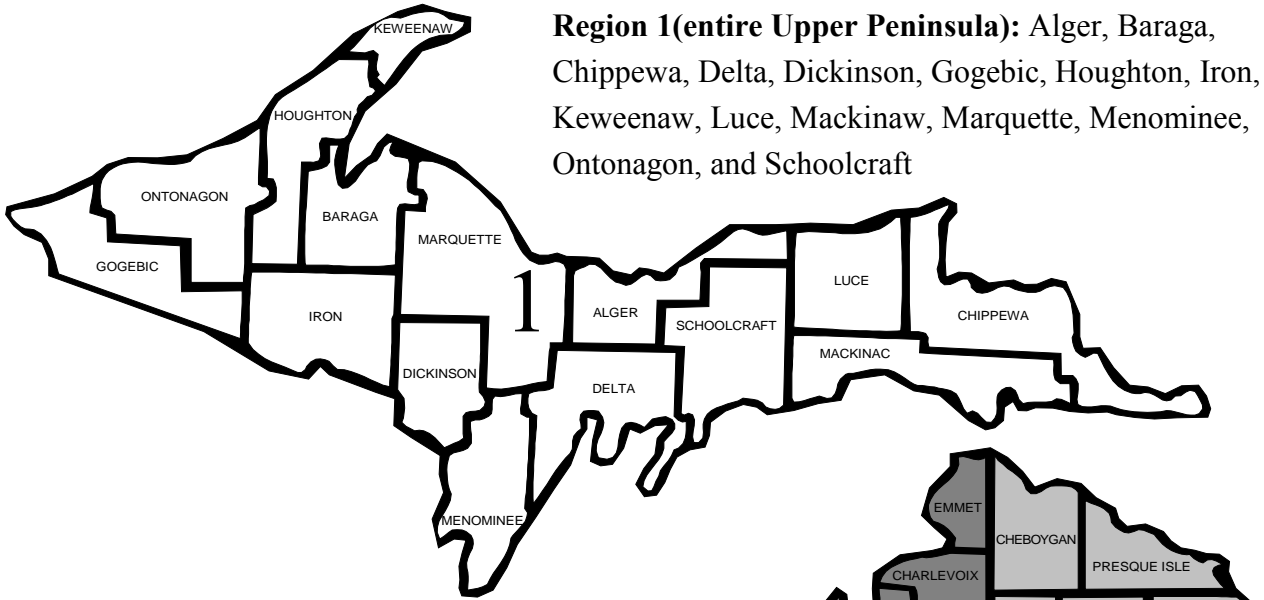 Region 1(entire Upper Peninsula): Alger, Baraga,
Chippewa, Delta, Dickinson, Gogebic, Houghton, Iron,
Keweenaw, Luce, Mackinaw, Marquette, Menominee,
Ontonagon, and Schoolcraft
KEWEENAW
HOUGHTON
ONTONAGON
BARAGA
MARQUETTE
GOGEBIC
LUCE
1
IRON
ALGER
SCHOOLCRAFT
CHIPPEWA
MACKINAC
DICKINSON
DELTA
MENOMINEE
EMMET
CHEBOYGAN
PRESQUE ISLE
CHARLEVOIX